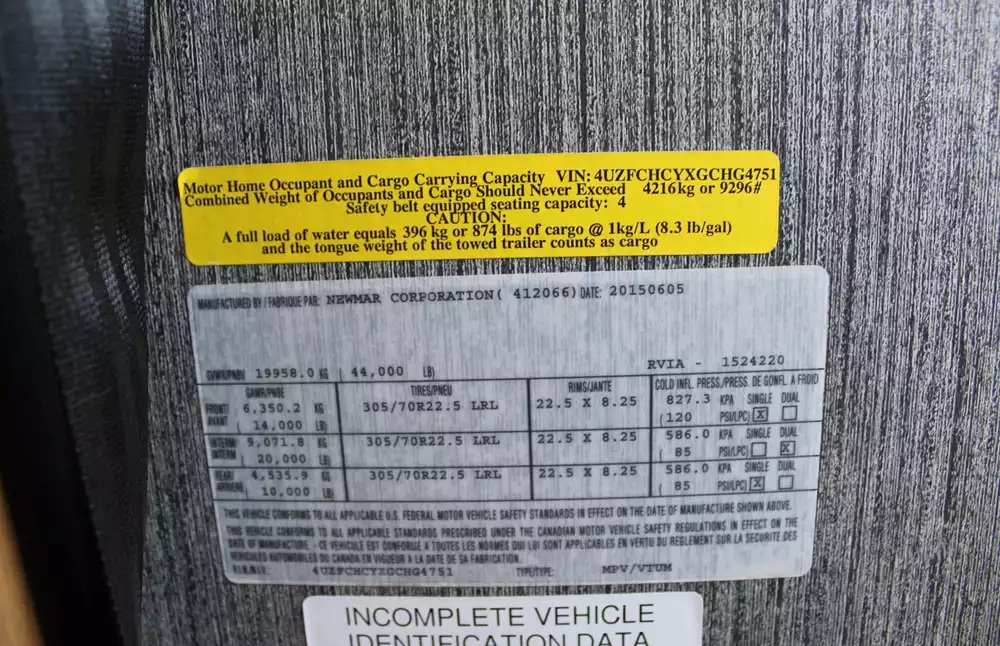 Motor Home Occupant and Cargo Carrying Capacity VIN: 4UZFCHCYXGCHG4751
Combined Weight of Occupants and Cargo Should Never Exceed 4216kg or 9296#
Safety belt equipped seating capacity: 4
CAUTION:
A full load of water equals 396 kg or 874 lbs of cargo @ 1kg/L (8.3 lb/gal)
and the tongue weight of the towed trailer counts as cargo
MANUFACTURED BY / FABRIQUE PAR: NEWMAR CORPORATION( 412066) DATE: 20150605
RVIA - 1524220
GVWR/PNBV 19958.0 KG ( 44,000 LB)
GAWR/PNBE TIRES/PNEU RIMS/JANTE COLD INFL. PRESS./PRESS. DE GONFL. A FROID
FRONT/ 6,350.2 KG 305/70R22.5 LRL 22.5 X 8.25 827.3 KPA SINGLE DUAL
AVANT ( 14,000 LB) (120 PSI/LPC) X
INTERM/ 9,071.8 KG 305/70R22.5 LRL 22.5 X 8.25 586.0 KPA SINGLE DUAL
INTERM ( 20,000 LB) ( 85 PSI/LPC) X
REAR/ 4,535.9 KG 305/70R22.5 LRL 22.5 X 8.25 586.0 KPA SINGLE DUAL
ARRIERE ( 10,000 LB) ( 85 PSI/LPC) X
THIS VEHICLE CONFORMS TO ALL APPLICABLE U.S. FEDERAL MOTOR VEHICLE SAFETY STANDARDS IN EFFECT ON THE DATE OF MANUFACTURE SHOWN ABOVE.
THIS VEHICLE CONFORMS TO ALL APPLICABLE STANDARDS PRESCRIBED UNDER THE CANADIAN MOTOR VEHICLE SAFETY REGULATIONS IN EFFECT ON THE
DATE OF MANUFACTURE - CE VEHICULE EST CONFORME A TOUTES LES NORMES QUI LUI SONT APPLICABLES EN VERTU DU REGLEMENT SUR LA SECURITE DES
VEHICULES AUTOMOBILES DU CANADA EN VIGUEUR A LA DATE DE SA FABRICATION.
4UZFCHCYXGCHG4751 TYPE/TYPE: MPV/VTUM
INCOMPLETE VEHICLE
IDENTIFICATION DATA